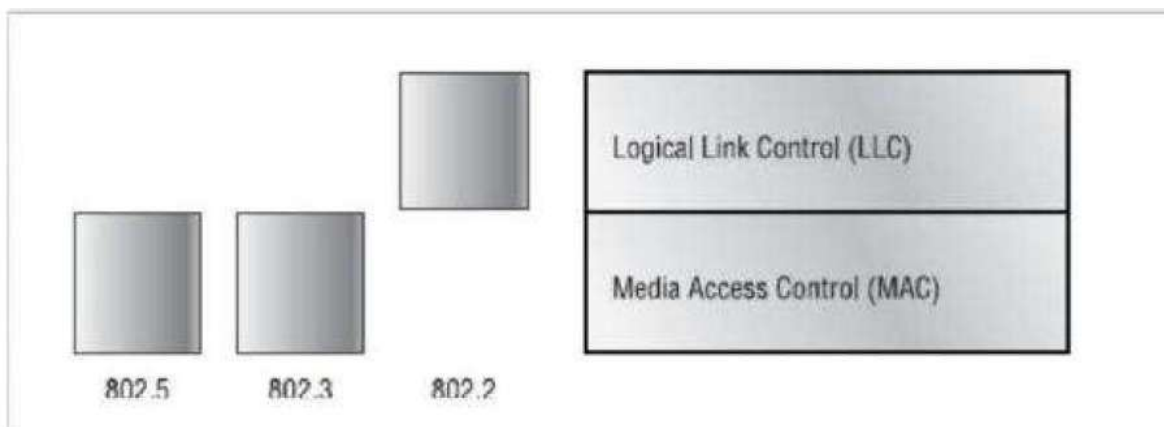 Logical Link Control (LLC)
Media Access Control (MAC)
802.5 802.3 802.2